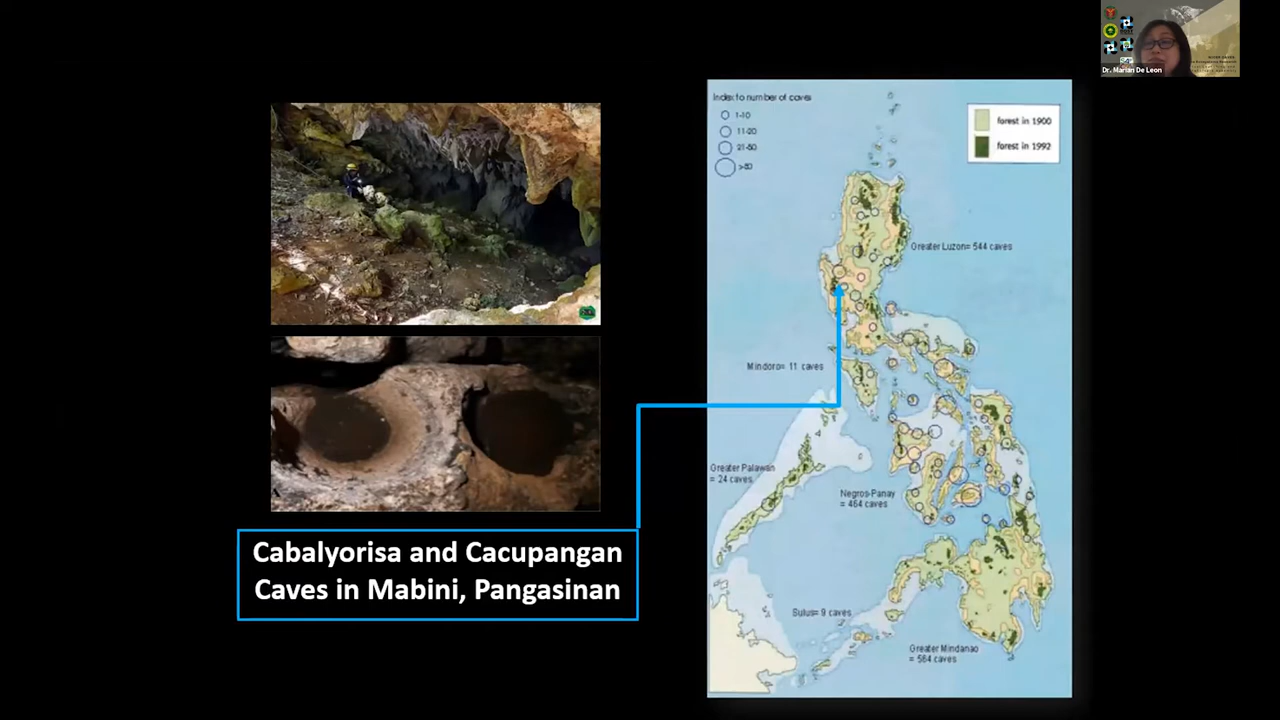 Dr. Marian De Leon
Index to number of caves
1-10
11-20
21-50
>50
forest in 1900
forest in 1992
Greater Luzon= 544 caves
Mindoro= 11 caves
Greater Palawan
= 24 caves
Negros-Panay
= 464 caves
Sulus= 9 caves
Greater Mindanao
= 564 caves
Cabalyorisa and Cacupangan
Caves in Mabini, Pangasinan